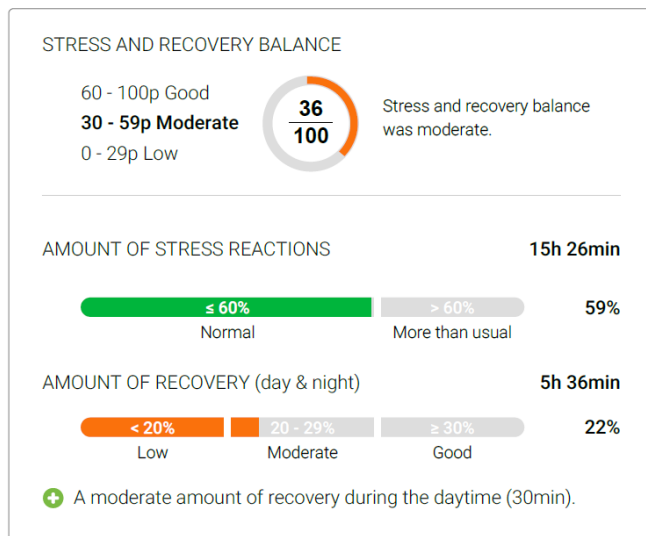 STRESS AND RECOVERY BALANCE
60 - 100p Good
30 - 59p Moderate
0 - 29p Low
36
100
Stress and recovery balance
was moderate.
AMOUNT OF STRESS REACTIONS
15h 26min
≤ 60%
> 60%
59%
Normal
More than usual
AMOUNT OF RECOVERY (day & night)
5h 36min
< 20%
20 - 29%
≥ 30%
22%
Low
Moderate
Good
A moderate amount of recovery during the daytime (30min).